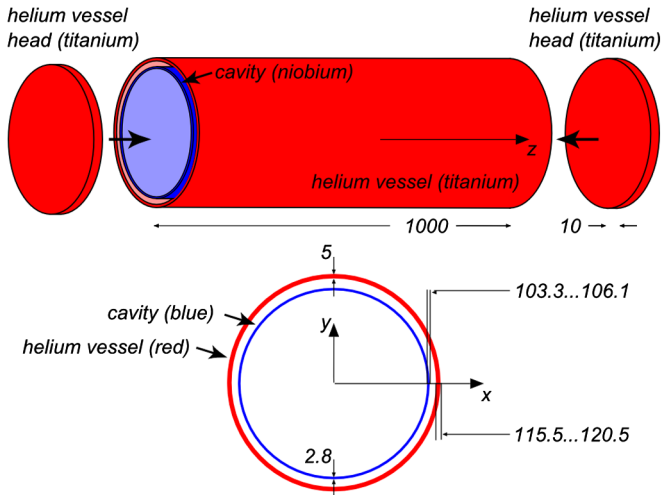 helium vessel
head (titanium)
helium vessel
head (titanium)
cavity (niobium)
z
helium vessel (titanium)
1000
10
5
103.3...106.1
cavity (blue)
y
helium vessel (red)
x
115.5...120.5
2.8